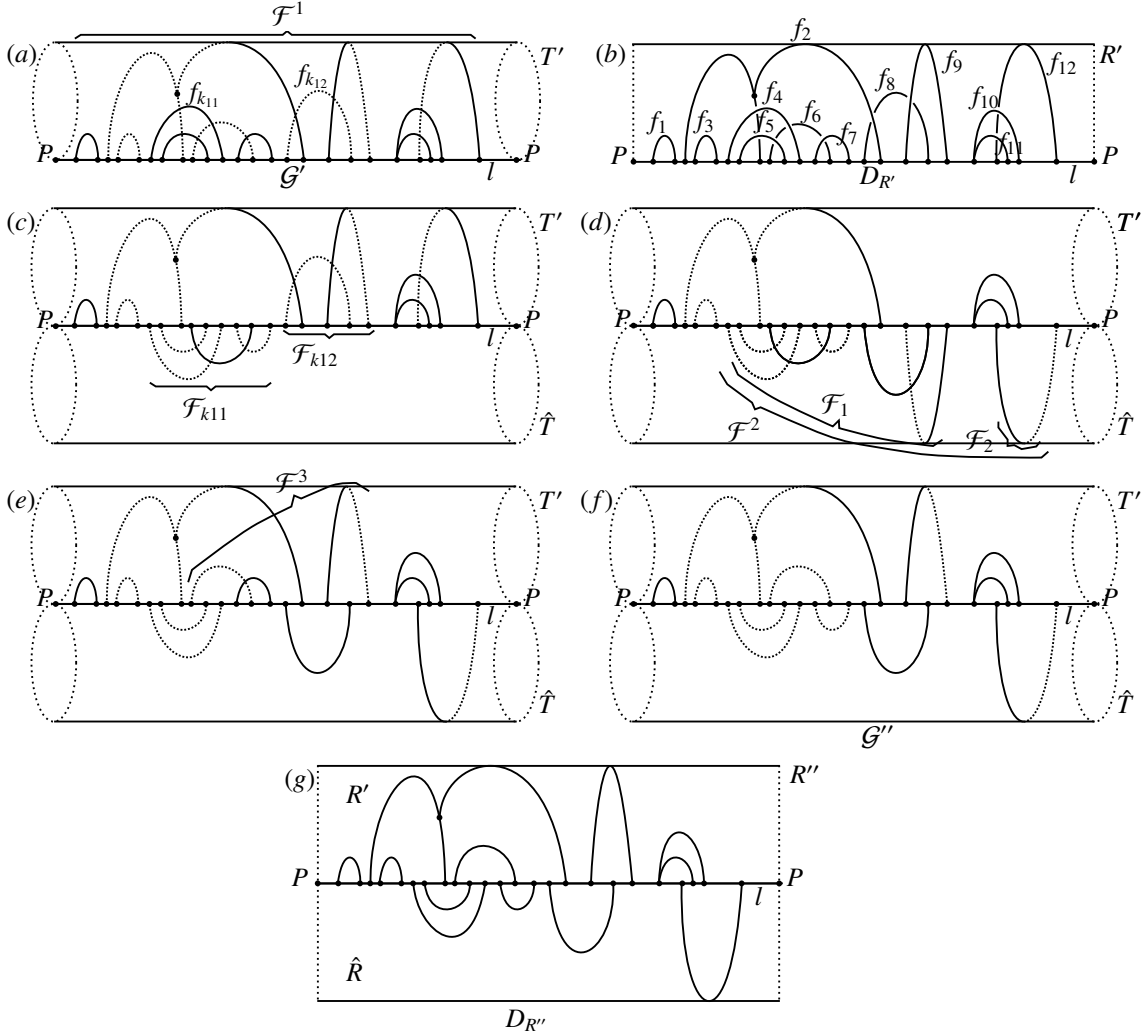 ℱ¹
(a) T′ f_{k₁₁} f_{k₁₂} P P l
𝒢′
(b) f₂ R′ f₉ f₁₂ f₈ f₄ f₁₀ f₁ f₃ f₅ f₆ f₇ f₁₁ P P l
D_{R′}
(c) T′ P P l
ℱ_{k12}
ℱ_{k11}
T̂
(d) T′ P P l
ℱ₁
ℱ² ℱ₂ T̂
(e) ℱ³ T′
P P l
T̂
(f) T′
P P l
T̂
𝒢″
(g) R′ R″
P P l
R̂
D_{R″}